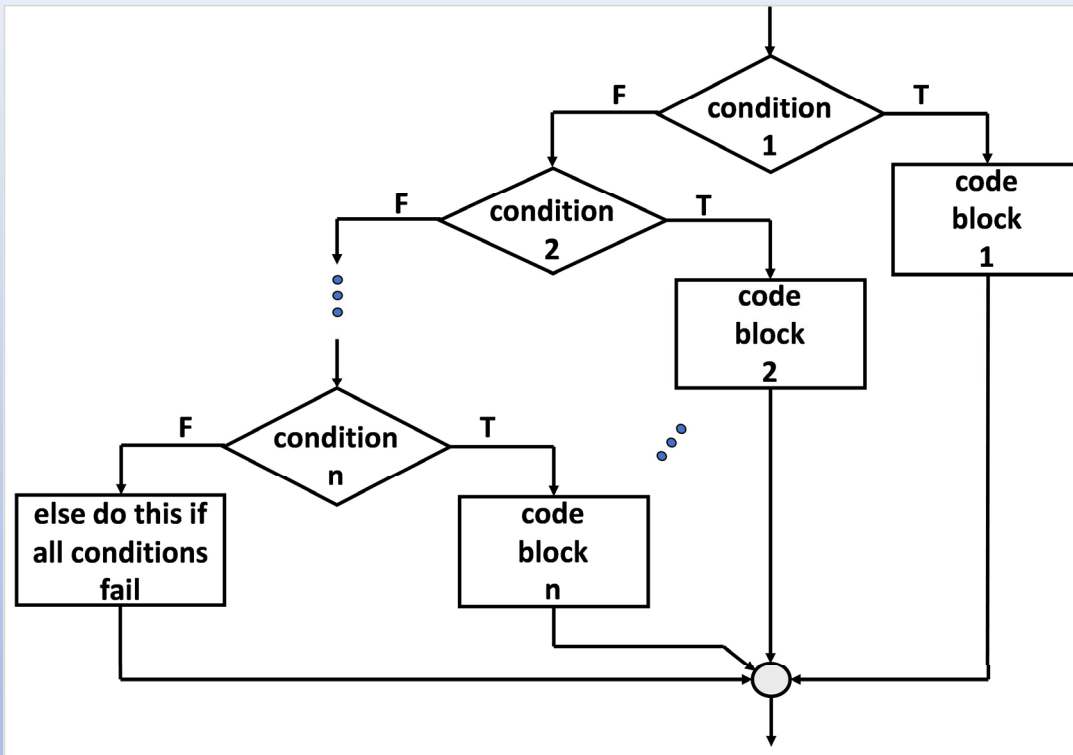 F
T
condition
1
code
block
1
F
T
condition
2
code
block
2
F
T
condition
n
else do this if
all conditions
fail
code
block
n